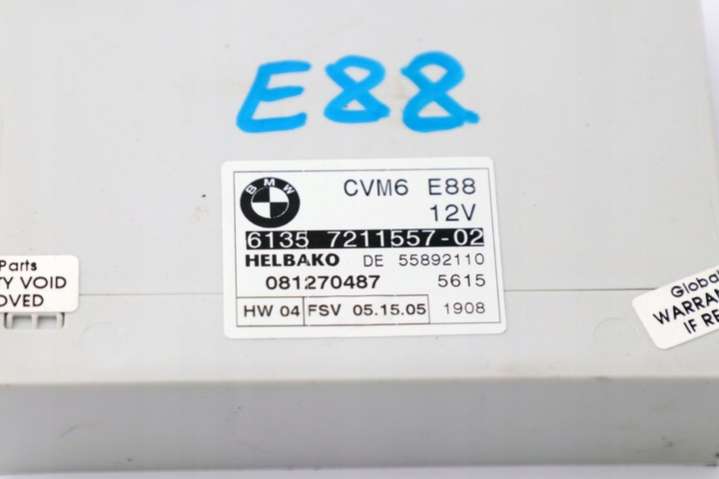 E88
BMW
CVM6 E88
12V
6135 7211557-02
HELBAKO DE 55892110
081270487 5615
HW 04 FSV 05.15.05 1908
Parts
TY VOID
OVED
Global
WARRAN
IF RE